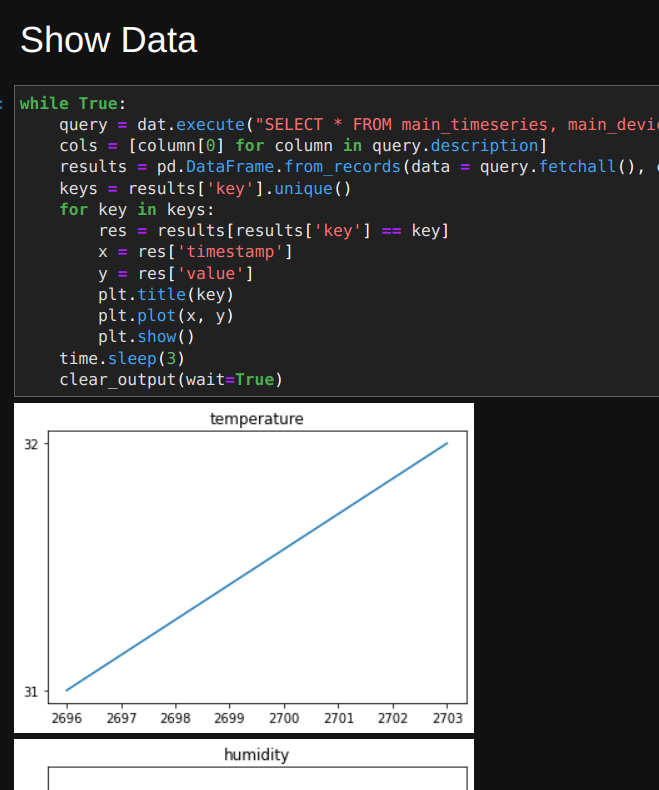 Show Data
while True:
    query = dat.execute("SELECT * FROM main_timeseries, main_devi
    cols = [column[0] for column in query.description]
    results = pd.DataFrame.from_records(data = query.fetchall(),
    keys = results['key'].unique()
    for key in keys:
        res = results[results['key'] == key]
        x = res['timestamp']
        y = res['value']
        plt.title(key)
        plt.plot(x, y)
        plt.show()
    time.sleep(3)
    clear_output(wait=True)
temperature
32
31
2696 2697 2698 2699 2700 2701 2702 2703
humidity